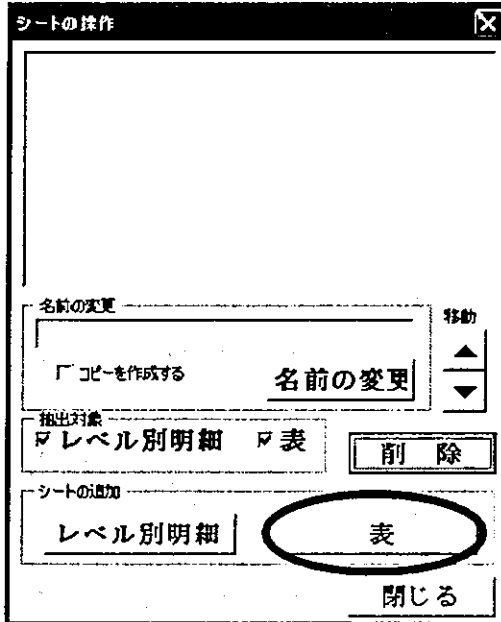 シートの操作
名前の変更
移動
コピーを作成する
名前の変更
抽出対象
レベル別明細 表
削 除
シートの追加
レベル別明細 表
閉じる